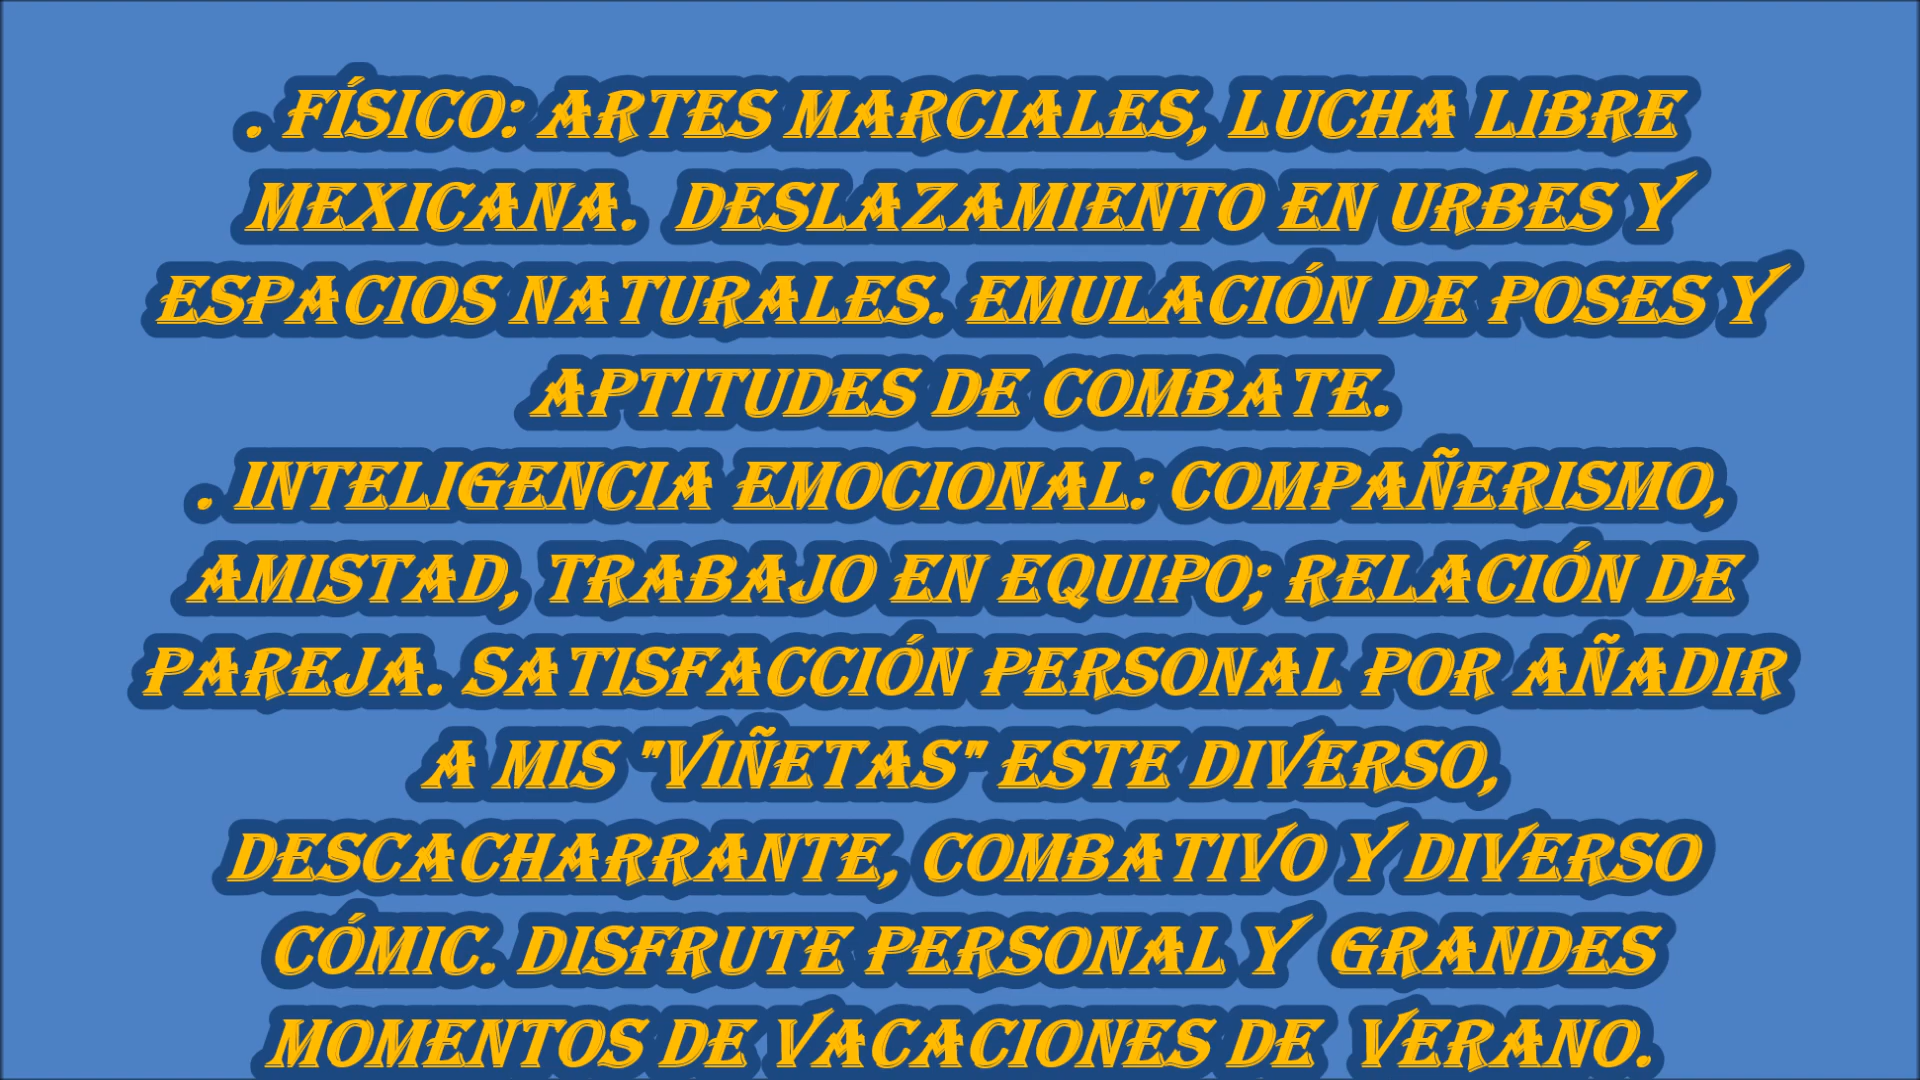 . FÍSICO: ARTES MARCIALES, LUCHA LIBRE
MEXICANA. DESLAZAMIENTO EN URBES Y
ESPACIOS NATURALES. EMULACIÓN DE POSES Y
APTITUDES DE COMBATE.
. INTELIGENCIA EMOCIONAL: COMPAÑERISMO,
AMISTAD, TRABAJO EN EQUIPO; RELACIÓN DE
PAREJA. SATISFACCIÓN PERSONAL POR AÑADIR
A MIS "VIÑETAS" ESTE DIVERSO,
DESCACHARRANTE, COMBATIVO Y DIVERSO
CÓMIC. DISFRUTE PERSONAL Y GRANDES
MOMENTOS DE VACACIONES DE VERANO.